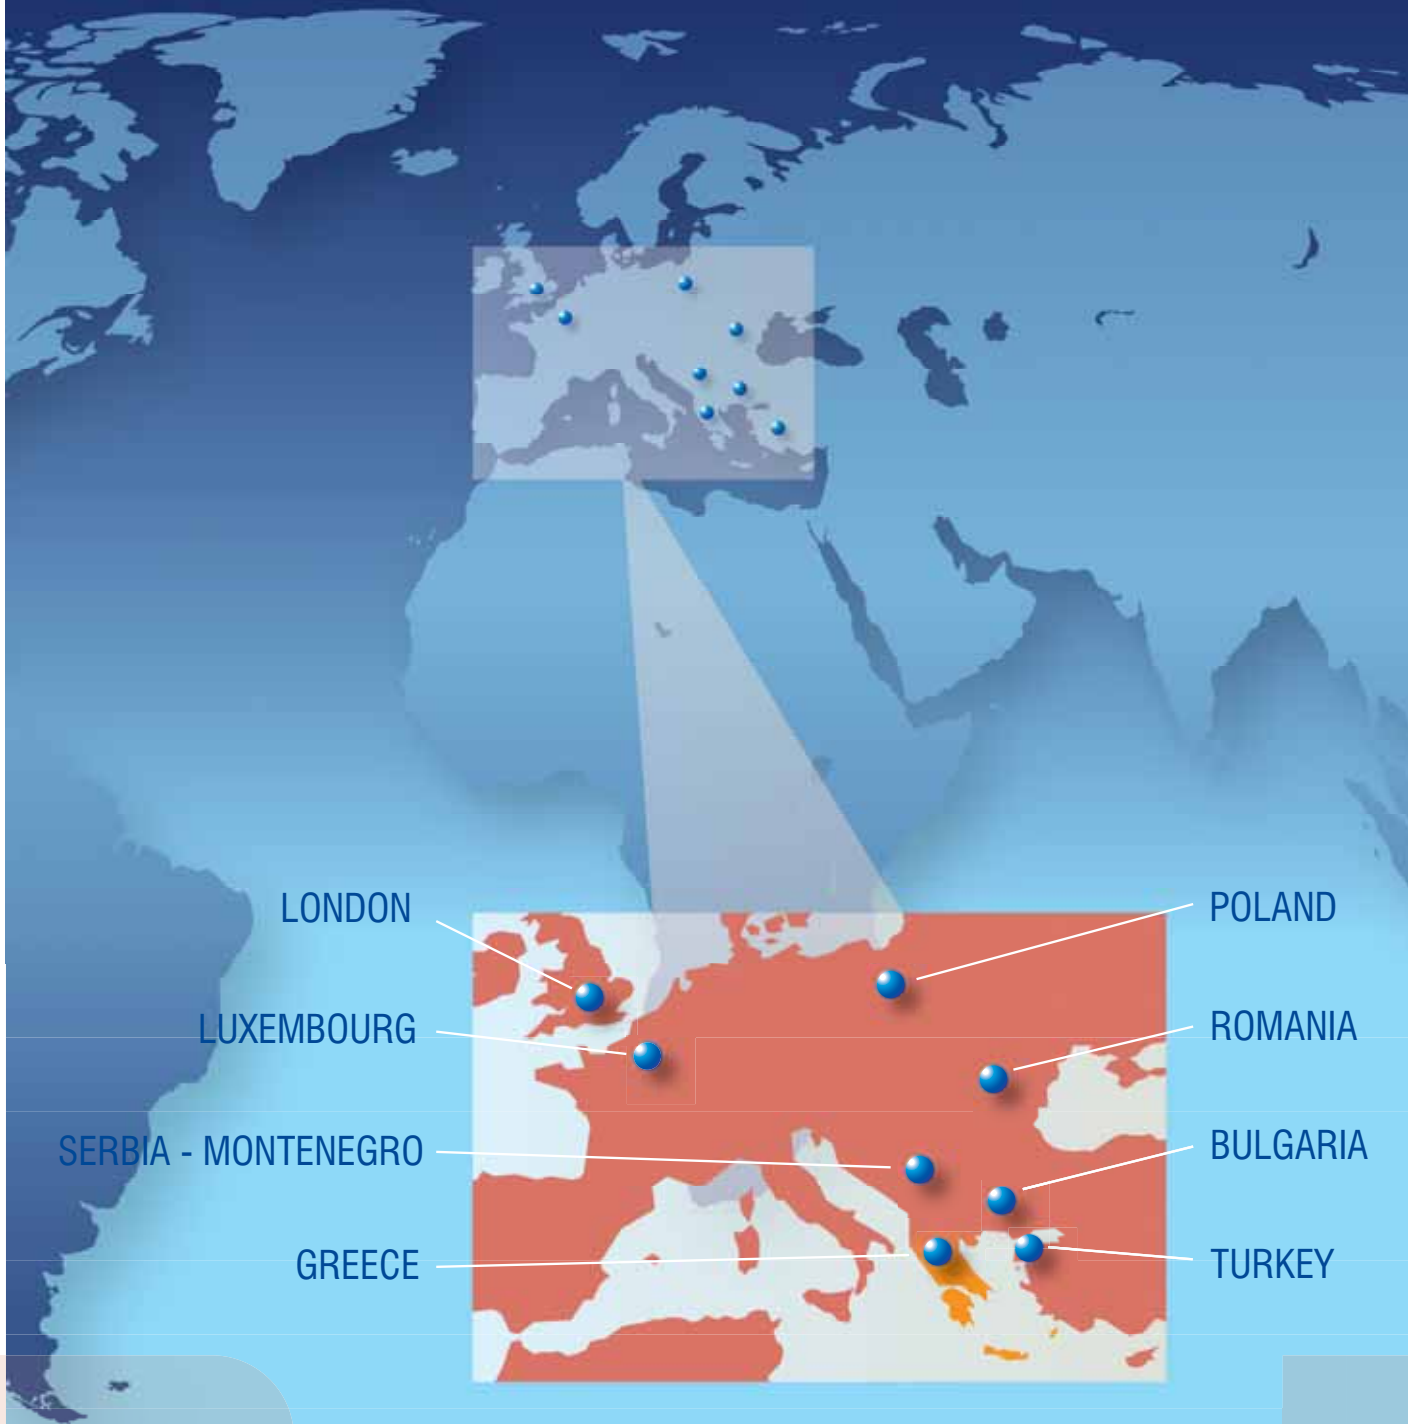 LONDON
POLAND
LUXEMBOURG
ROMANIA
SERBIA - MONTENEGRO
BULGARIA
GREECE
TURKEY